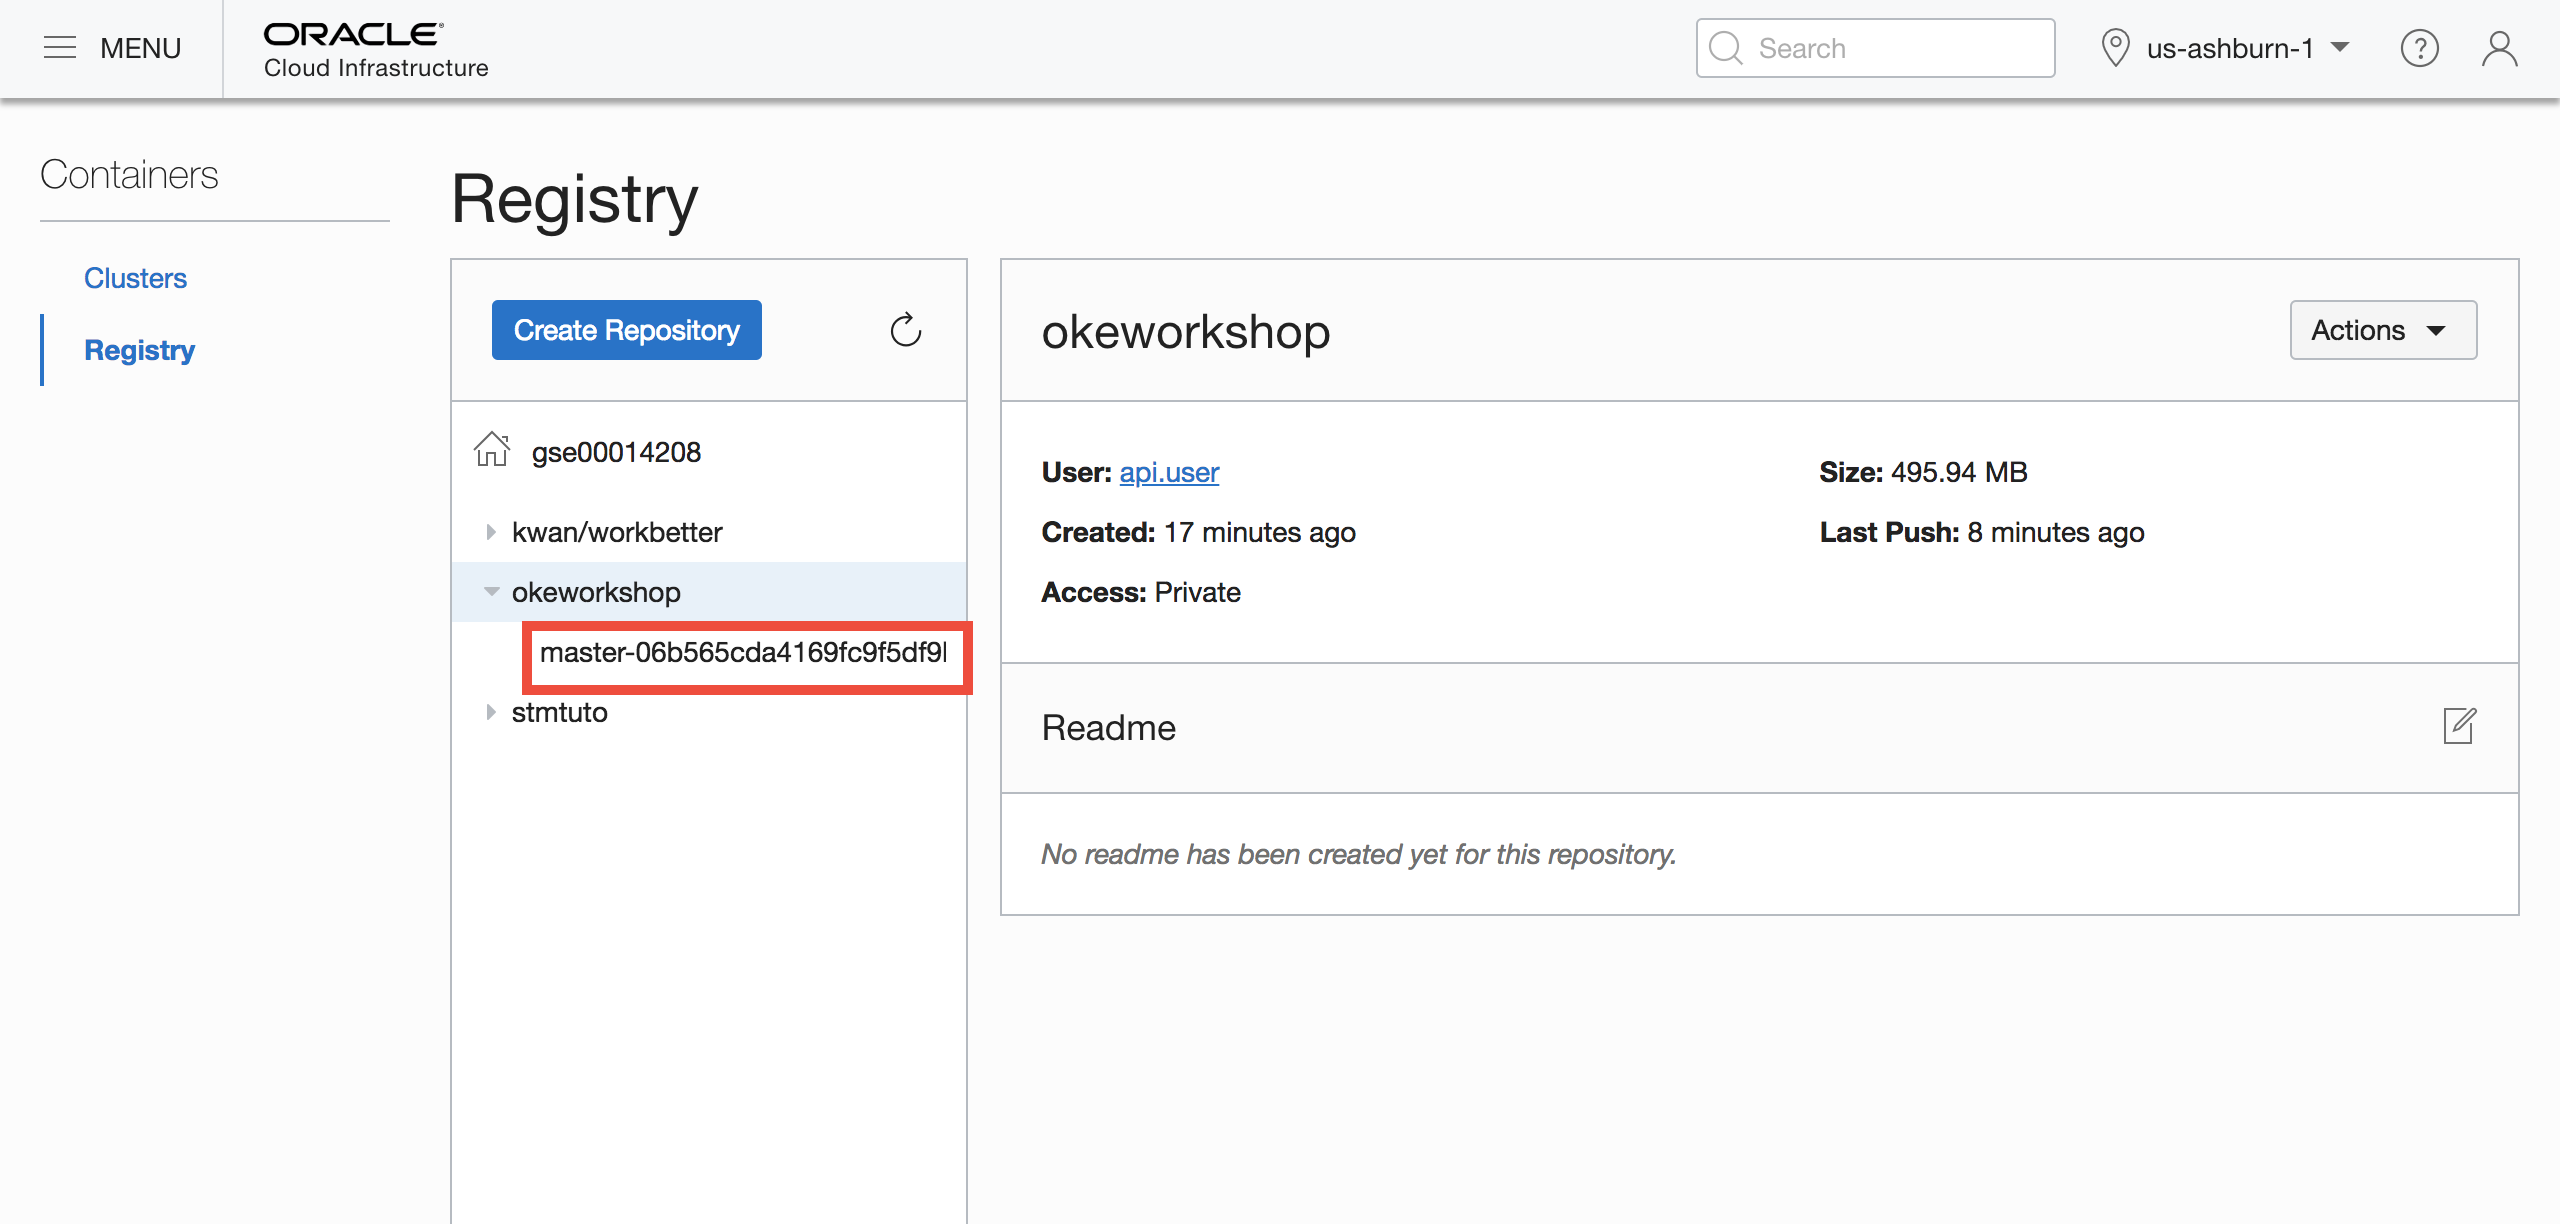 MENU
ORACLE
Cloud Infrastructure
Search
us-ashburn-1
?
Containers
Clusters
Registry
Registry
Create Repository
gse00014208
kwan/workbetter
okeworkshop
master-06b565cda4169fc9f5df9l
stmtuto
okeworkshop
Actions
User: api.user
Size: 495.94 MB
Created: 17 minutes ago
Last Push: 8 minutes ago
Access: Private
Readme
No readme has been created yet for this repository.